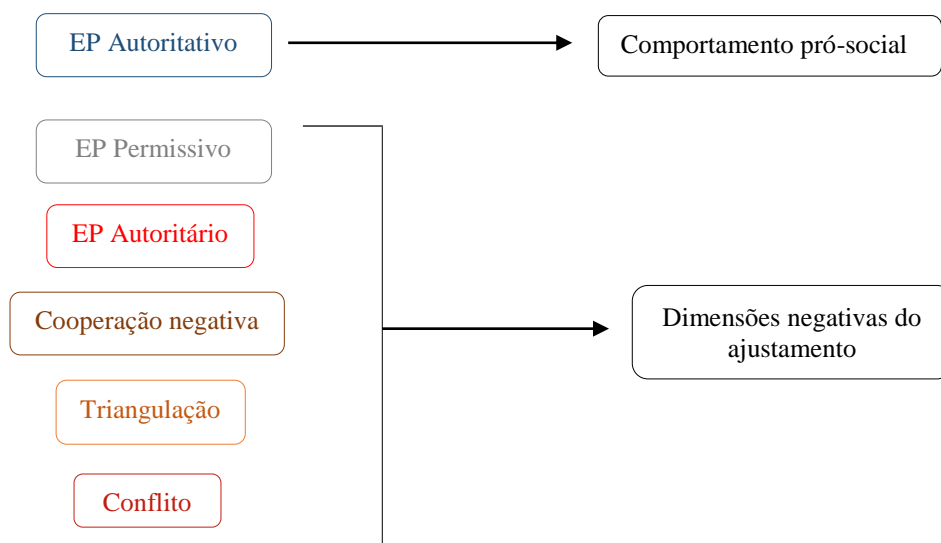 EP Autoritativo
Comportamento pró-social
EP Permissivo
EP Autoritário
Cooperação negativa
Dimensões negativas do
ajustamento
Triangulação
Conflito